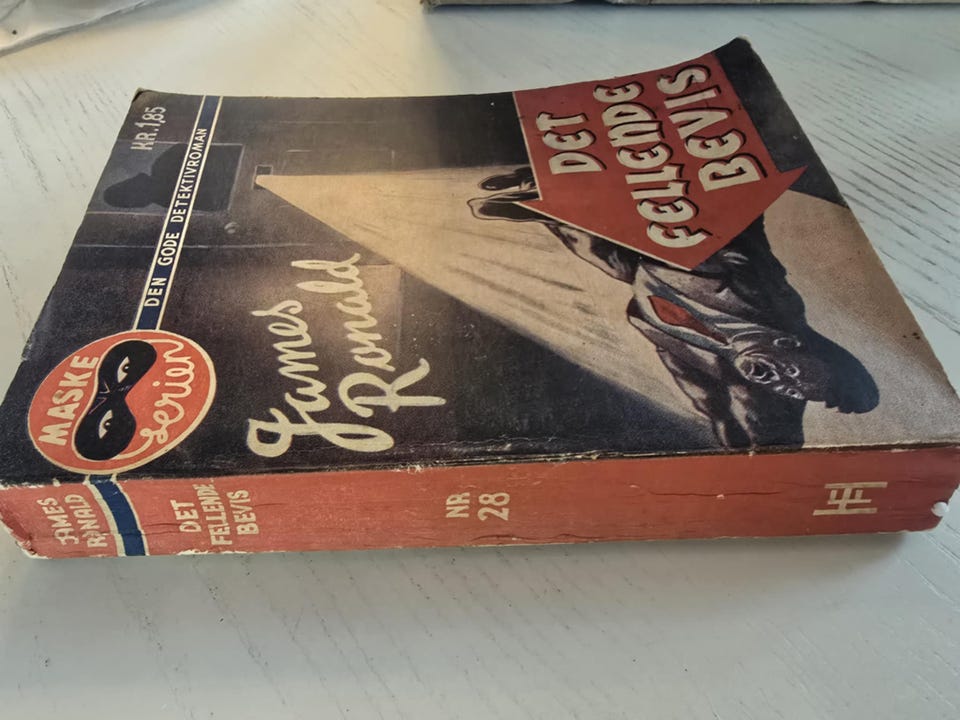 KR. 1,85
DEN GODE DETEKTIVROMAN
MASKE
serien
James
Ronald
DET
FELLENDE
BEVIS
JAMES
RONALD
DET
FELLENDE
BEVIS
NR
28
HF